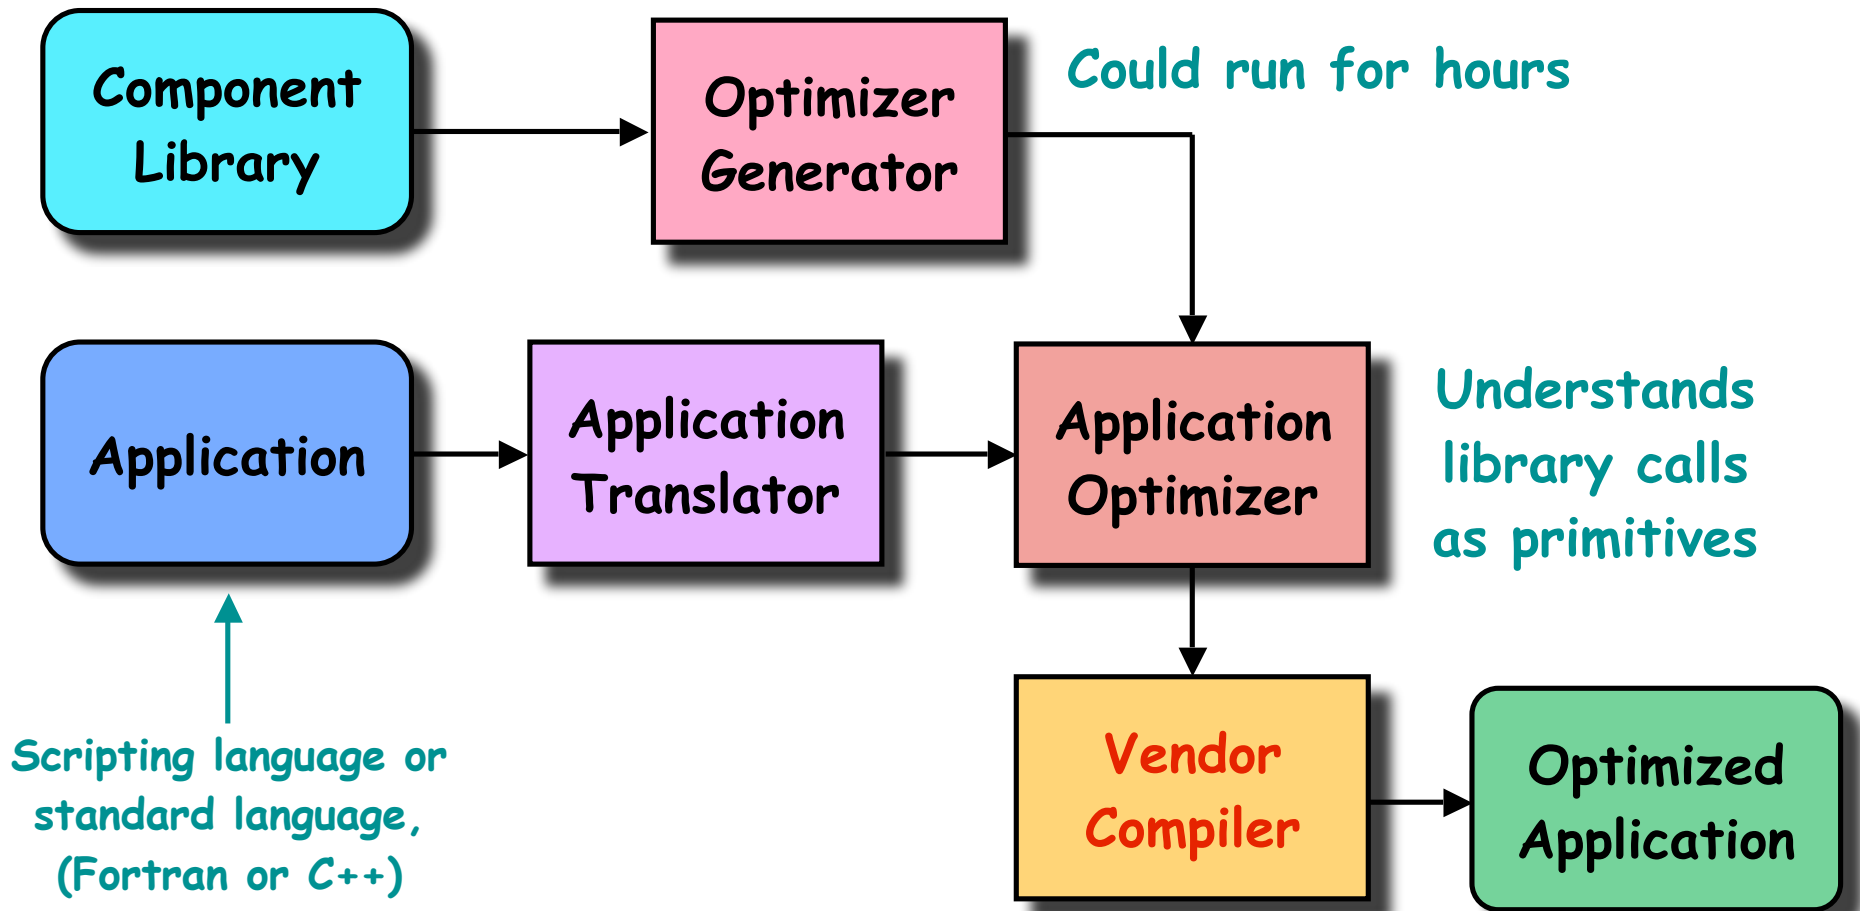 Component
Library
Optimizer
Generator
Could run for hours
Application
Application
Translator
Application
Optimizer
Understands
library calls
as primitives
Scripting language or
standard language,
(Fortran or C++)
Vendor
Compiler
Optimized
Application